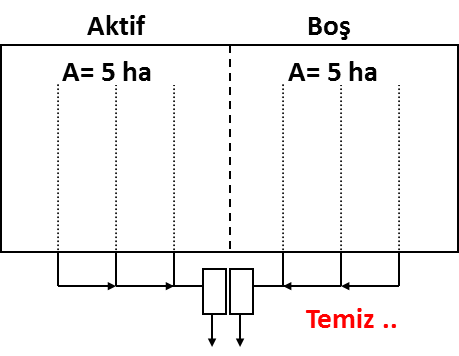 Aktif Boş
A= 5 ha A= 5 ha
Temiz ..